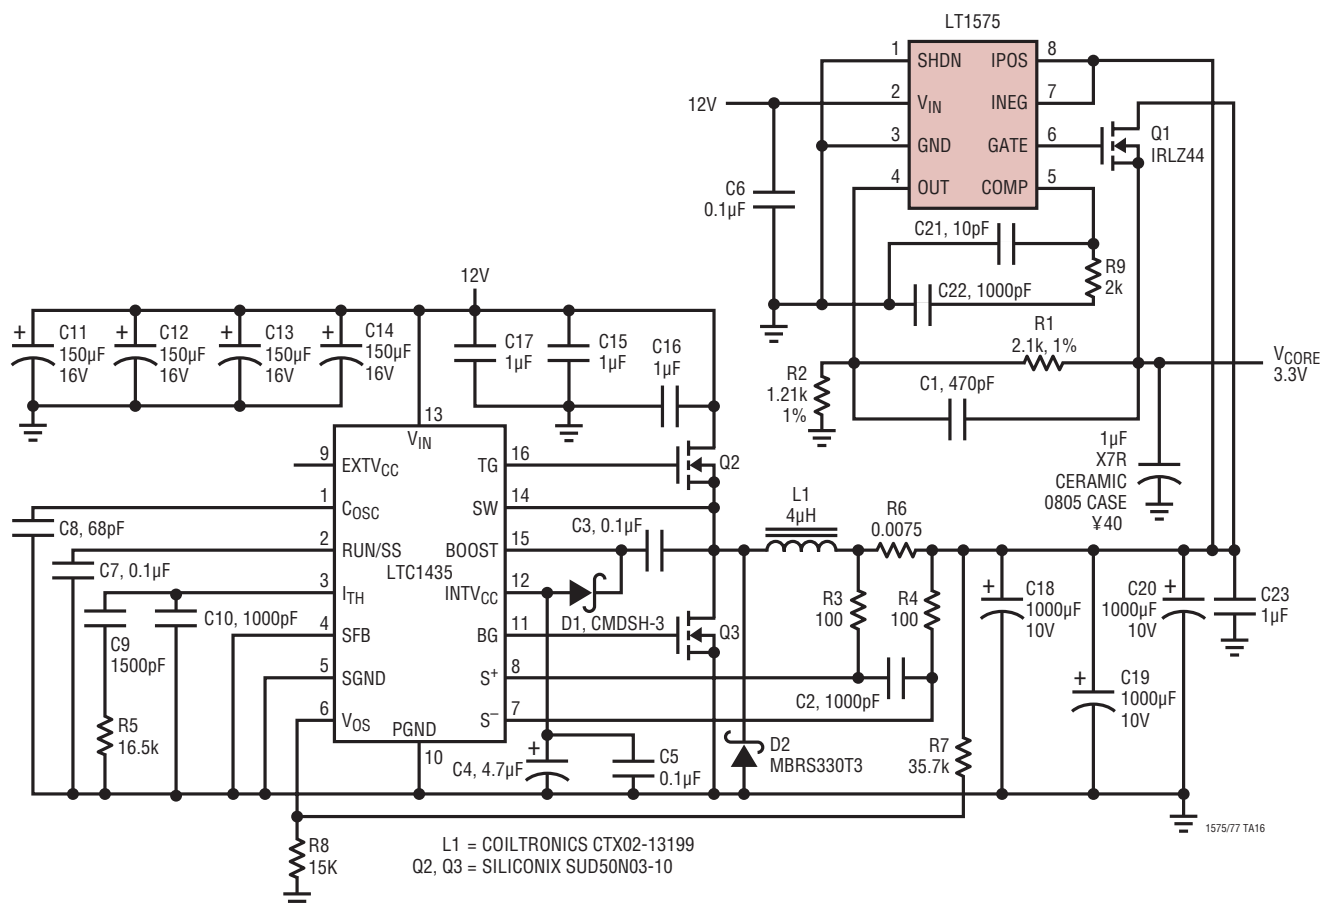 LT1575
1
SHDN
IPOS
8
12V
2
VIN
INEG
7
3
GND
GATE
6
Q1
IRLZ44
4
OUT
COMP
5
C6
0.1µF
C21, 10pF
R9
2k
C22, 1000pF
R1
2.1k, 1%
VCORE
3.3V
R2
1.21k
1%
C1, 470pF
1µF
X7R
CERAMIC
0805 CASE
¥40
12V
+
C11
150µF
16V
+
C12
150µF
16V
+
C13
150µF
16V
+
C14
150µF
16V
C17
1µF
C15
1µF
C16
1µF
13
VIN
9
EXTVCC
TG
16
Q2
1
COSC
SW
14
C8, 68pF
C3, 0.1µF
L1
4µH
R6
0.0075
2
RUN/SS
BOOST
15
C7, 0.1µF
LTC1435
3
ITH
INTVCC
12
D1, CMDSH-3
C9
1500pF
C10, 1000pF
4
SFB
BG
11
Q3
R3
100
R4
100
+
C18
1000µF
10V
+
C20
1000µF
10V
C23
1µF
5
SGND
S+
8
C2, 1000pF
+
C19
1000µF
10V
6
VOS
S–
7
PGND
10
R5
16.5k
+
C4, 4.7µF
C5
0.1µF
D2
MBRS330T3
R7
35.7k
R8
15K
L1 = COILTRONICS CTX02-13199
Q2, Q3 = SILICONIX SUD50N03-10
1575/77 TA16